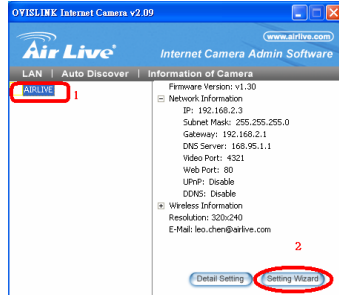 OVISLINK Internet Camera v2.09
Air Live
www.airlive.com
Internet Camera Admin Software
LAN | Auto Discover | Information of Camera
AIRLIVE
1
Firmware Version: v1.30
Network Information
IP: 192.168.2.3
Subnet Mask: 255.255.255.0
Gateway: 192.168.2.1
DNS Server: 168.95.1.1
Video Port: 4321
Web Port: 80
UPnP: Disable
DDNS: Disable
Wireless Information
Resolution: 320x240
E-Mail: leo.chen@airlive.com
2
Detail Setting
Setting Wizard